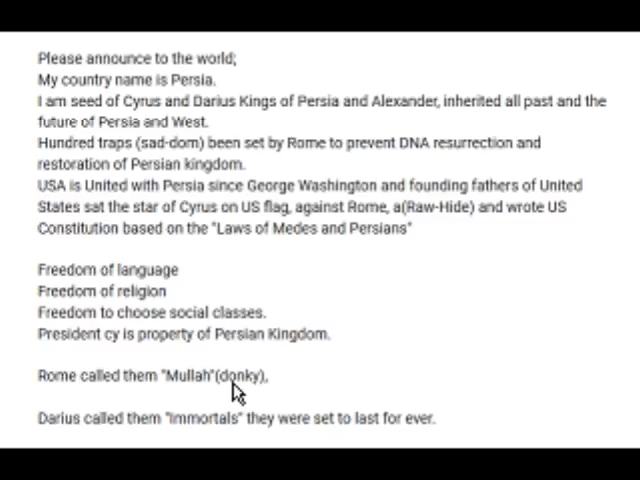 Please announce to the world;
My country name is Persia.
I am seed of Cyrus and Darius Kings of Persia and Alexander, inherited all past and the
future of Persia and West.
Hundred traps (sad-dom) been set by Rome to prevent DNA resurrection and
restoration of Persian kingdom.
USA is United with Persia since George Washington and founding fathers of United
States sat the star of Cyrus on US flag, against Rome, a(Raw-Hide) and wrote US
Constitution based on the "Laws of Medes and Persians"
Freedom of language
Freedom of religion
Freedom to choose social classes.
President cy is property of Persian Kingdom.
Rome called them "Mullah"(donky),
Darius called them "Immortals" they were set to last for ever.